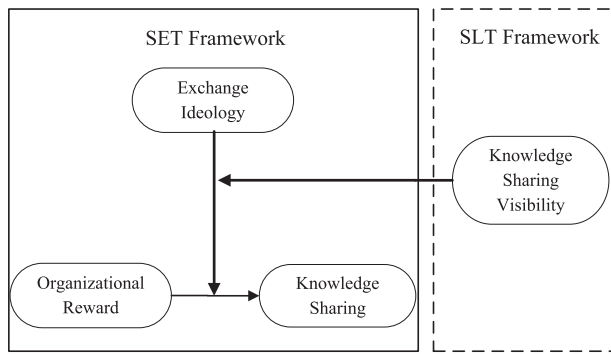 SET Framework
SLT Framework
Exchange
Ideology
Knowledge
Sharing
Visibility
Organizational
Reward
Knowledge
Sharing